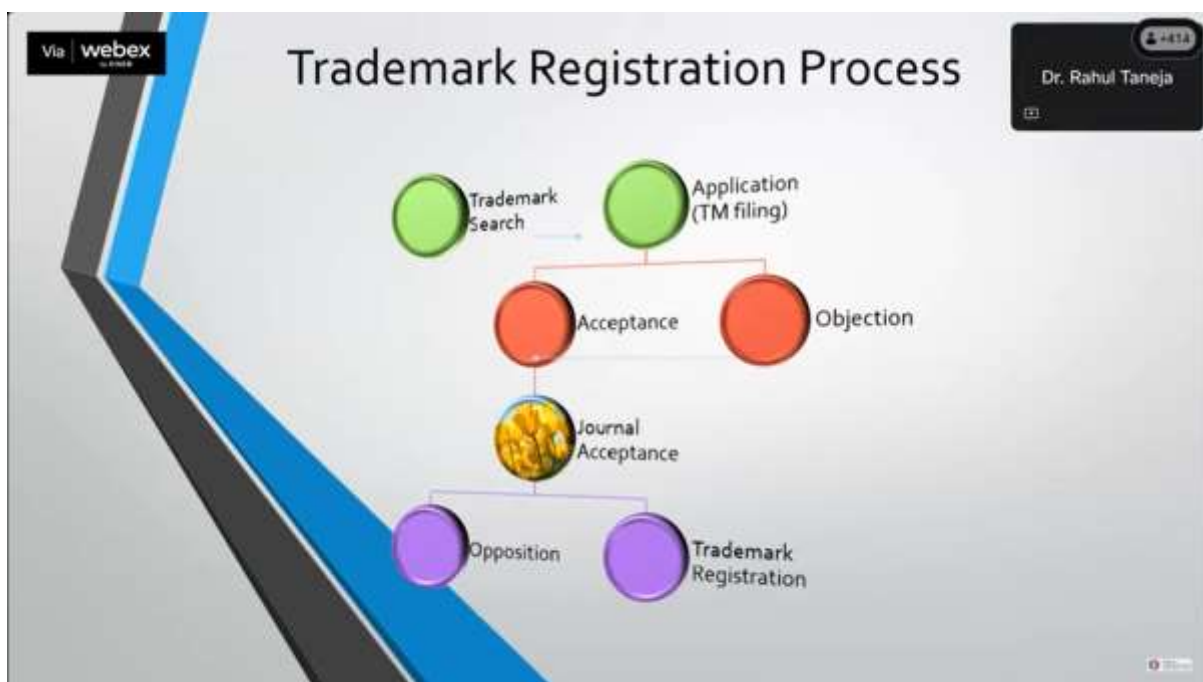 Via webex
Trademark Registration Process
+414
Dr. Rahul Taneja
Trademark
Search
Application
(TM filing)
Acceptance
Objection
Journal
Acceptance
Opposition
Trademark
Registration